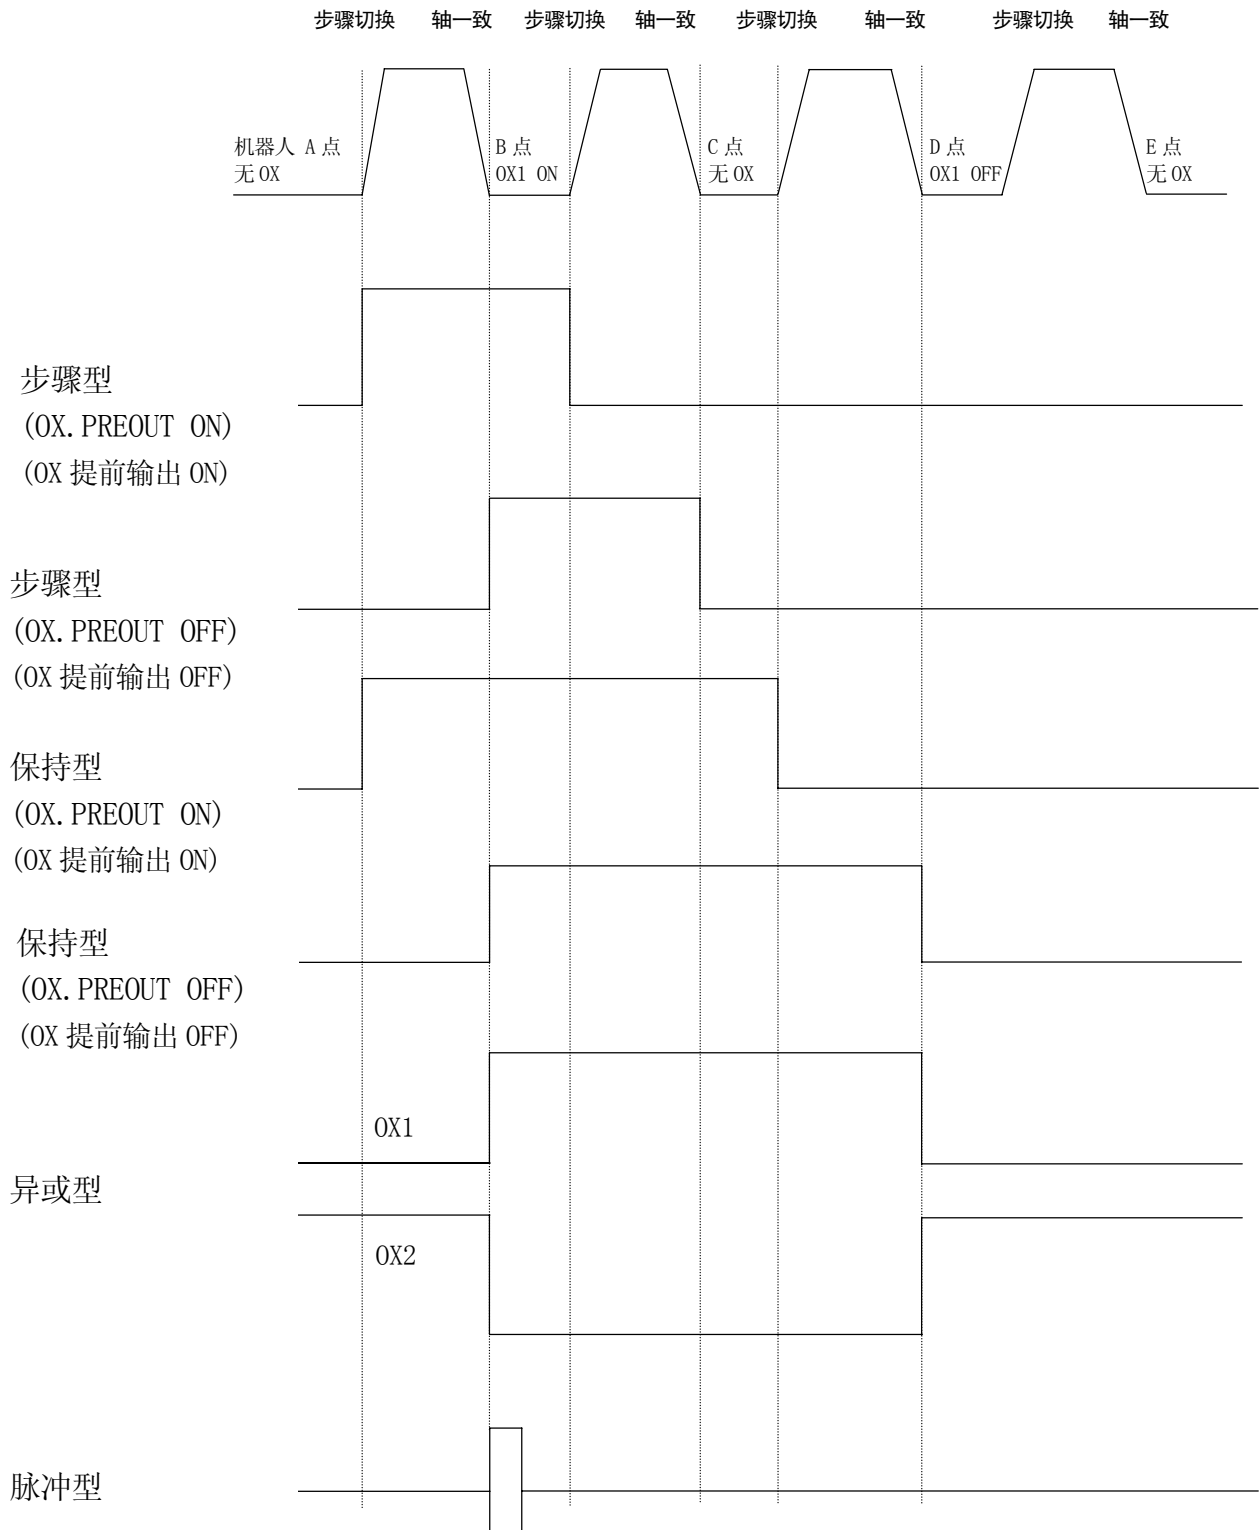 步骤切换 轴一致 步骤切换 轴一致 步骤切换 轴一致 步骤切换 轴一致
机器人 A 点
无 OX
B 点
OX1 ON
C 点
无 OX
D 点
OX1 OFF
E 点
无 OX
步骤型
(OX.PREOUT ON)
(OX 提前输出 ON)
步骤型
(OX.PREOUT OFF)
(OX 提前输出 OFF)
保持型
(OX.PREOUT ON)
(OX 提前输出 ON)
保持型
(OX.PREOUT OFF)
(OX 提前输出 OFF)
OX1
异或型
OX2
脉冲型